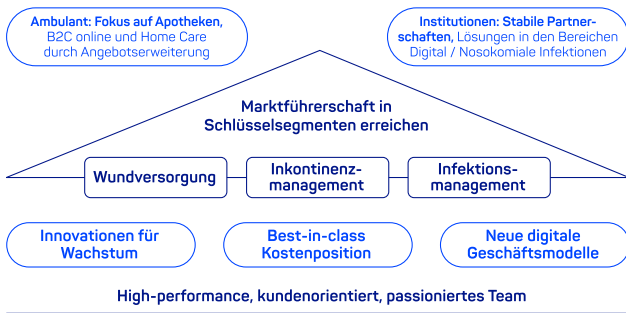 Ambulant: Fokus auf Apotheken,
B2C online und Home Care
durch Angebotserweiterung
Institutionen: Stabile Partner-
schaften, Lösungen in den Bereichen
Digital / Nosokomiale Infektionen
Marktführerschaft in
Schlüsselsegmenten erreichen
Wundversorgung
Inkontinenz-
management
Infektions-
management
Innovationen für
Wachstum
Best-in-class
Kostenposition
Neue digitale
Geschäftsmodelle
High-performance, kundenorientiert, passioniertes Team